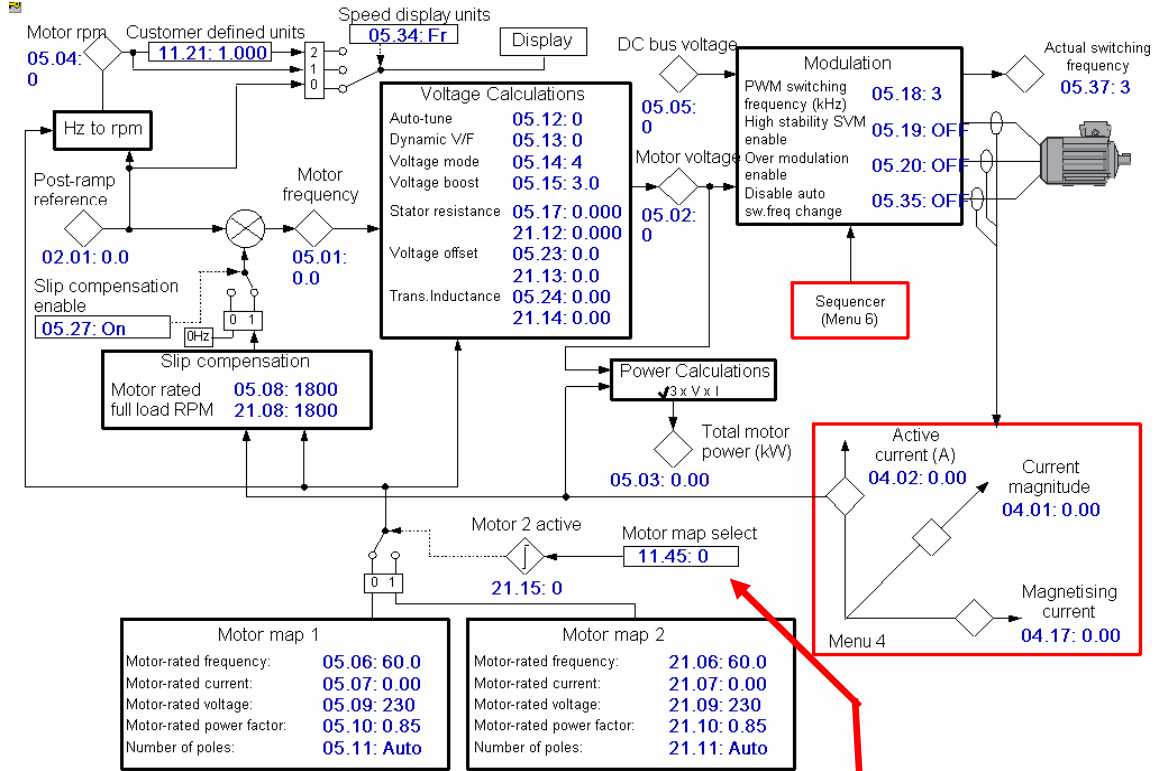 Motor rpm
05.04:
0
Customer defined units
11.21: 1.000
Speed display units
05.34: Fr
Display
2
1
0
Hz to rpm
Post-ramp
reference
02.01: 0.0
Motor
frequency
05.01:
0.0
Slip compensation
enable
05.27: On
0Hz
0 1
Slip compensation
Motor rated
full load RPM
05.08: 1800
21.08: 1800
Voltage Calculations
Auto-tune 05.12: 0
Dynamic V/F 05.13: 0
Voltage mode 05.14: 4
Voltage boost 05.15: 3.0
Stator resistance 05.17: 0.000
21.12: 0.000
Voltage offset 05.23: 0.0
21.13: 0.0
Trans.Inductance 05.24: 0.00
21.14: 0.00
DC bus voltage
05.05:
0
Motor voltage
05.02:
0
Modulation
PWM switching
frequency (kHz) 05.18: 3
High stability SVM
enable 05.19: OFF
Over modulation
enable 05.20: OFF
Disable auto
sw.freq change 05.35: OFF
Actual switching
frequency
05.37: 3
Sequencer
(Menu 6)
Power Calculations
√3 x V x I
Total motor
power (kW)
05.03: 0.00
Active
current (A)
04.02: 0.00
Current
magnitude
04.01: 0.00
Magnetising
current
04.17: 0.00
Menu 4
Motor 2 active
21.15: 0
Motor map select
11.45: 0
0 1
Motor map 1
Motor-rated frequency: 05.06: 60.0
Motor-rated current: 05.07: 0.00
Motor-rated voltage: 05.09: 230
Motor-rated power factor: 05.10: 0.85
Number of poles: 05.11: Auto
Motor map 2
Motor-rated frequency: 21.06: 60.0
Motor-rated current: 21.07: 0.00
Motor-rated voltage: 21.09: 230
Motor-rated power factor: 21.10: 0.85
Number of poles: 21.11: Auto